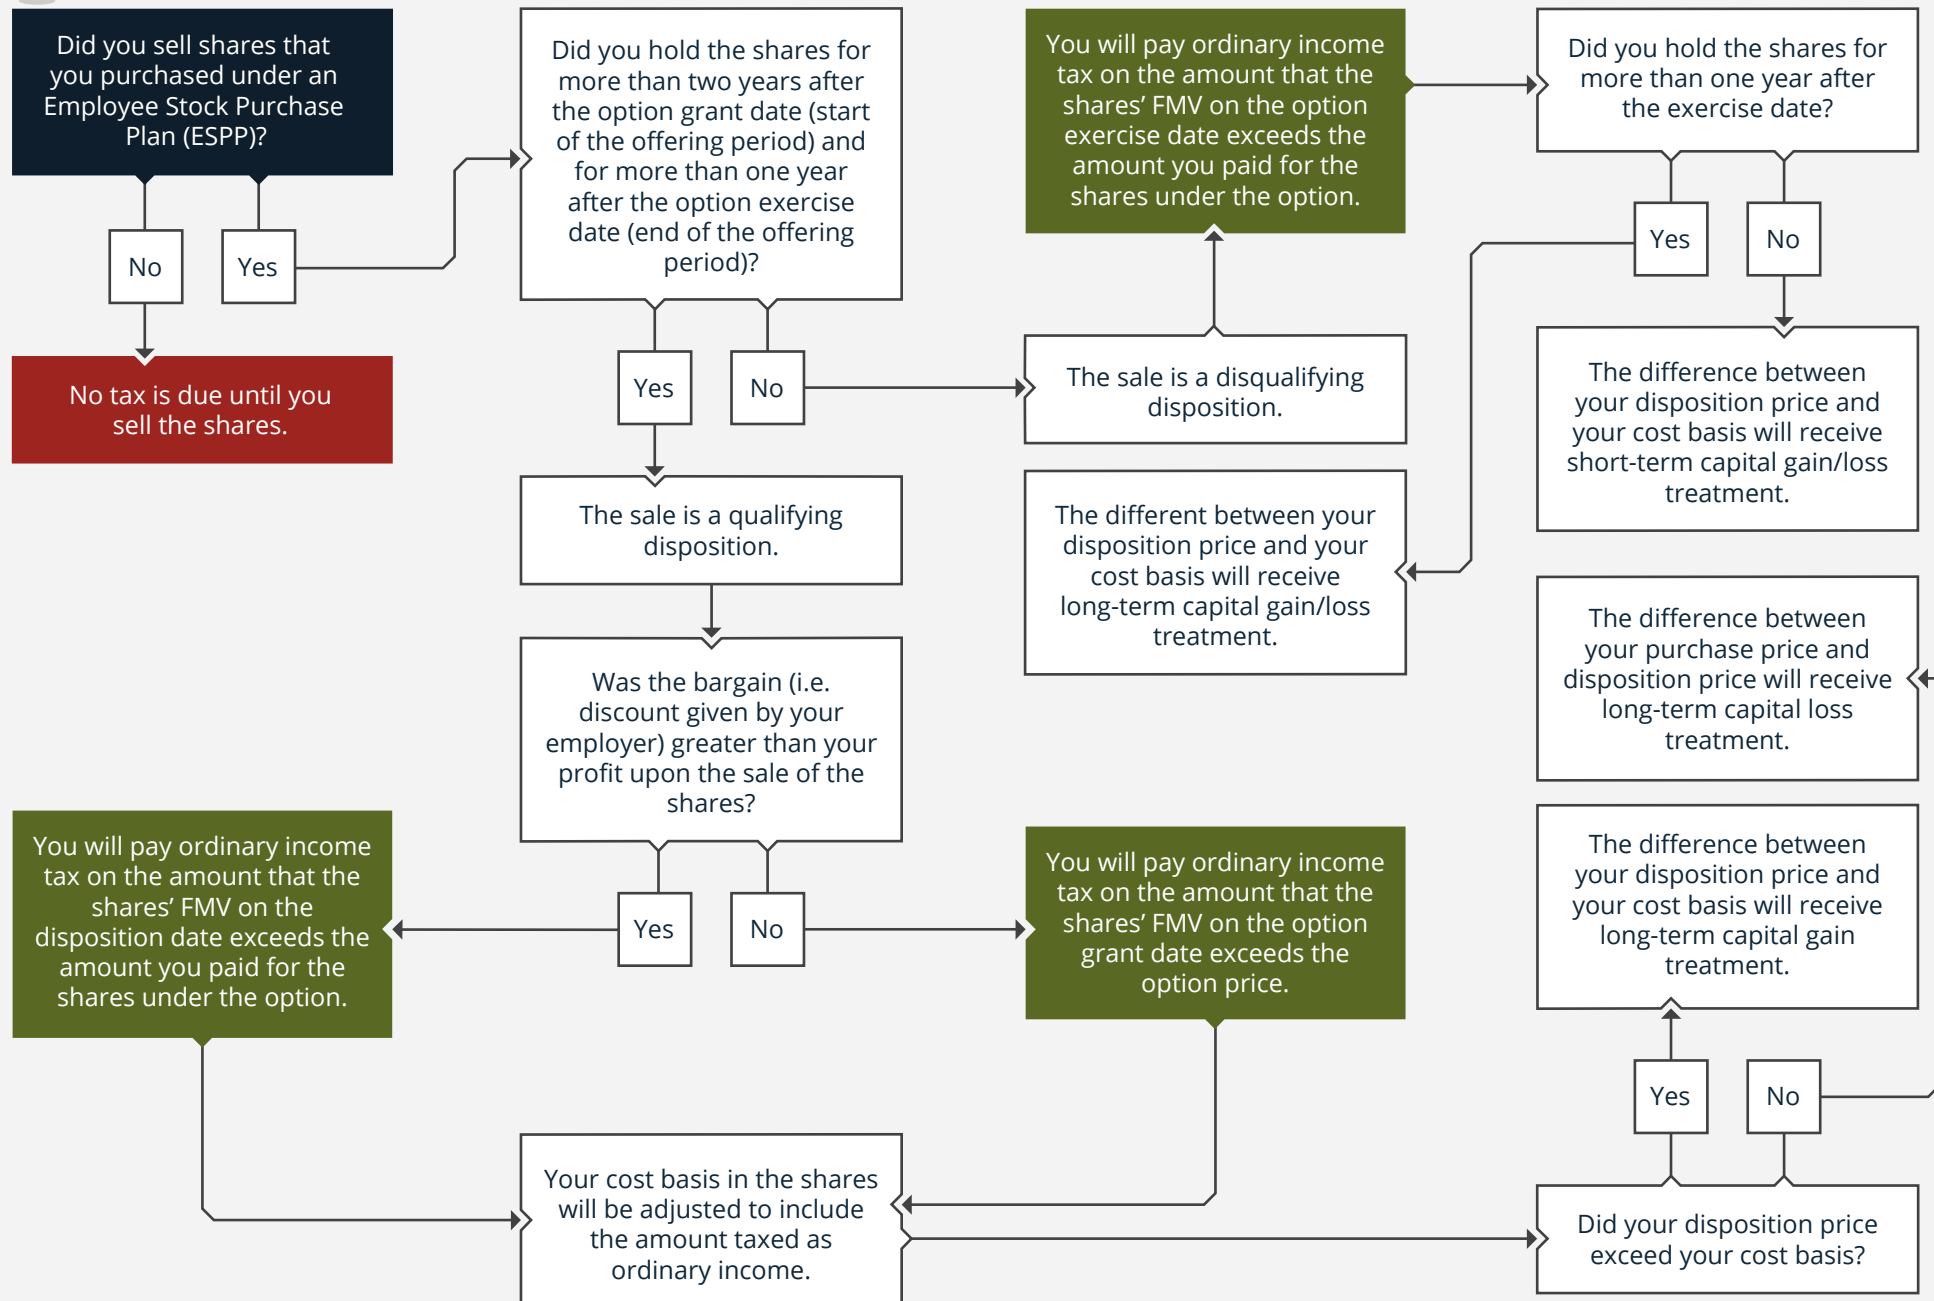 Did you sell shares that
you purchased under an
Employee Stock Purchase
Plan (ESPP)?
No
Yes
No tax is due until you
sell the shares.
Did you hold the shares for
more than two years after
the option grant date (start
of the offering period) and
for more than one year
after the option exercise
date (end of the offering
period)?
Yes
No
The sale is a disqualifying
disposition.
You will pay ordinary income
tax on the amount that the
shares’ FMV on the option
exercise date exceeds the
amount you paid for the
shares under the option.
Did you hold the shares for
more than one year after
the exercise date?
Yes
No
The difference between
your disposition price and
your cost basis will receive
short-term capital gain/loss
treatment.
The different between your
disposition price and your
cost basis will receive
long-term capital gain/loss
treatment.
The sale is a qualifying
disposition.
Was the bargain (i.e.
discount given by your
employer) greater than your
profit upon the sale of the
shares?
Yes
No
You will pay ordinary income
tax on the amount that the
shares’ FMV on the
disposition date exceeds the
amount you paid for the
shares under the option.
You will pay ordinary income
tax on the amount that the
shares’ FMV on the option
grant date exceeds the
option price.
Your cost basis in the shares
will be adjusted to include
the amount taxed as
ordinary income.
Did your disposition price
exceed your cost basis?
Yes
No
The difference between
your disposition price and
your cost basis will receive
long-term capital gain
treatment.
The difference between
your purchase price and
disposition price will receive
long-term capital loss
treatment.